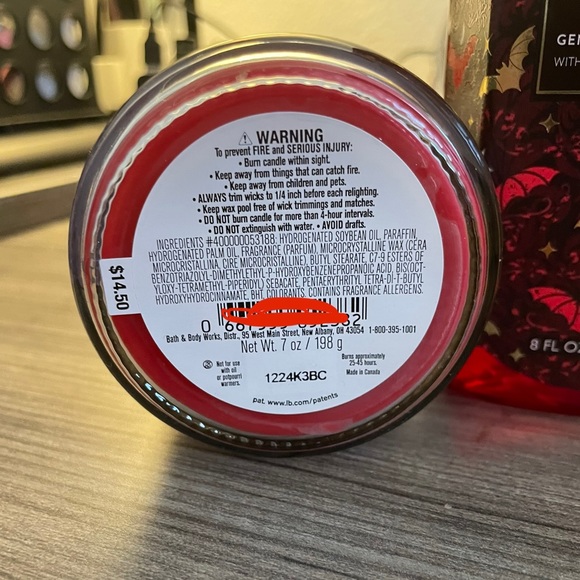 ⚠ WARNING
To prevent FIRE and SERIOUS INJURY:
• Burn candle within sight.
• Keep away from things that can catch fire.
• Keep away from children and pets.
• ALWAYS trim wicks to 1/4 inch before each relighting.
• Keep wax pool free of wick trimmings and matches.
• DO NOT burn candle for more than 4-hour intervals.
• DO NOT extinguish with water. • AVOID drafts.
INGREDIENTS #400000053188: HYDROGENATED SOYBEAN OIL, PARAFFIN,
HYDROGENATED PALM OIL, FRAGRANCE (PARFUM), MICROCRYSTALLINE WAX (CERA
MICROCRISTALLINA, CIRE MICROCRISTALLINE), BUTYL STEARATE, C7-9 ESTERS OF
BENZOTRIAZOLYL-DIMETHYLETHYL-P-HYDROXYBENZENEPROPANOIC ACID, BIS(OCT-
YLOXY-TETRAMETHYL-PIPERIDYL) SEBACATE, PENTAERYTHRITYL TETRA-DI-T-BUTYL
HYDROXYHYDROCINNAMATE, BHT, COLORANTS CONTAINS FRAGRANCE ALLERGENS.
$14.50
Bath & Body Works, Distr., 95 West Main Street, New Albany, OH 43054 1-800-395-1001
Net Wt. 7 oz / 198 g
Not for use
with oil
or potpourri
warmers.
1224K3BC
Burns approximately
25-45 hours.
Made in Canada
pat. www.lb.com/patents
GEN
WITH
8 FL O